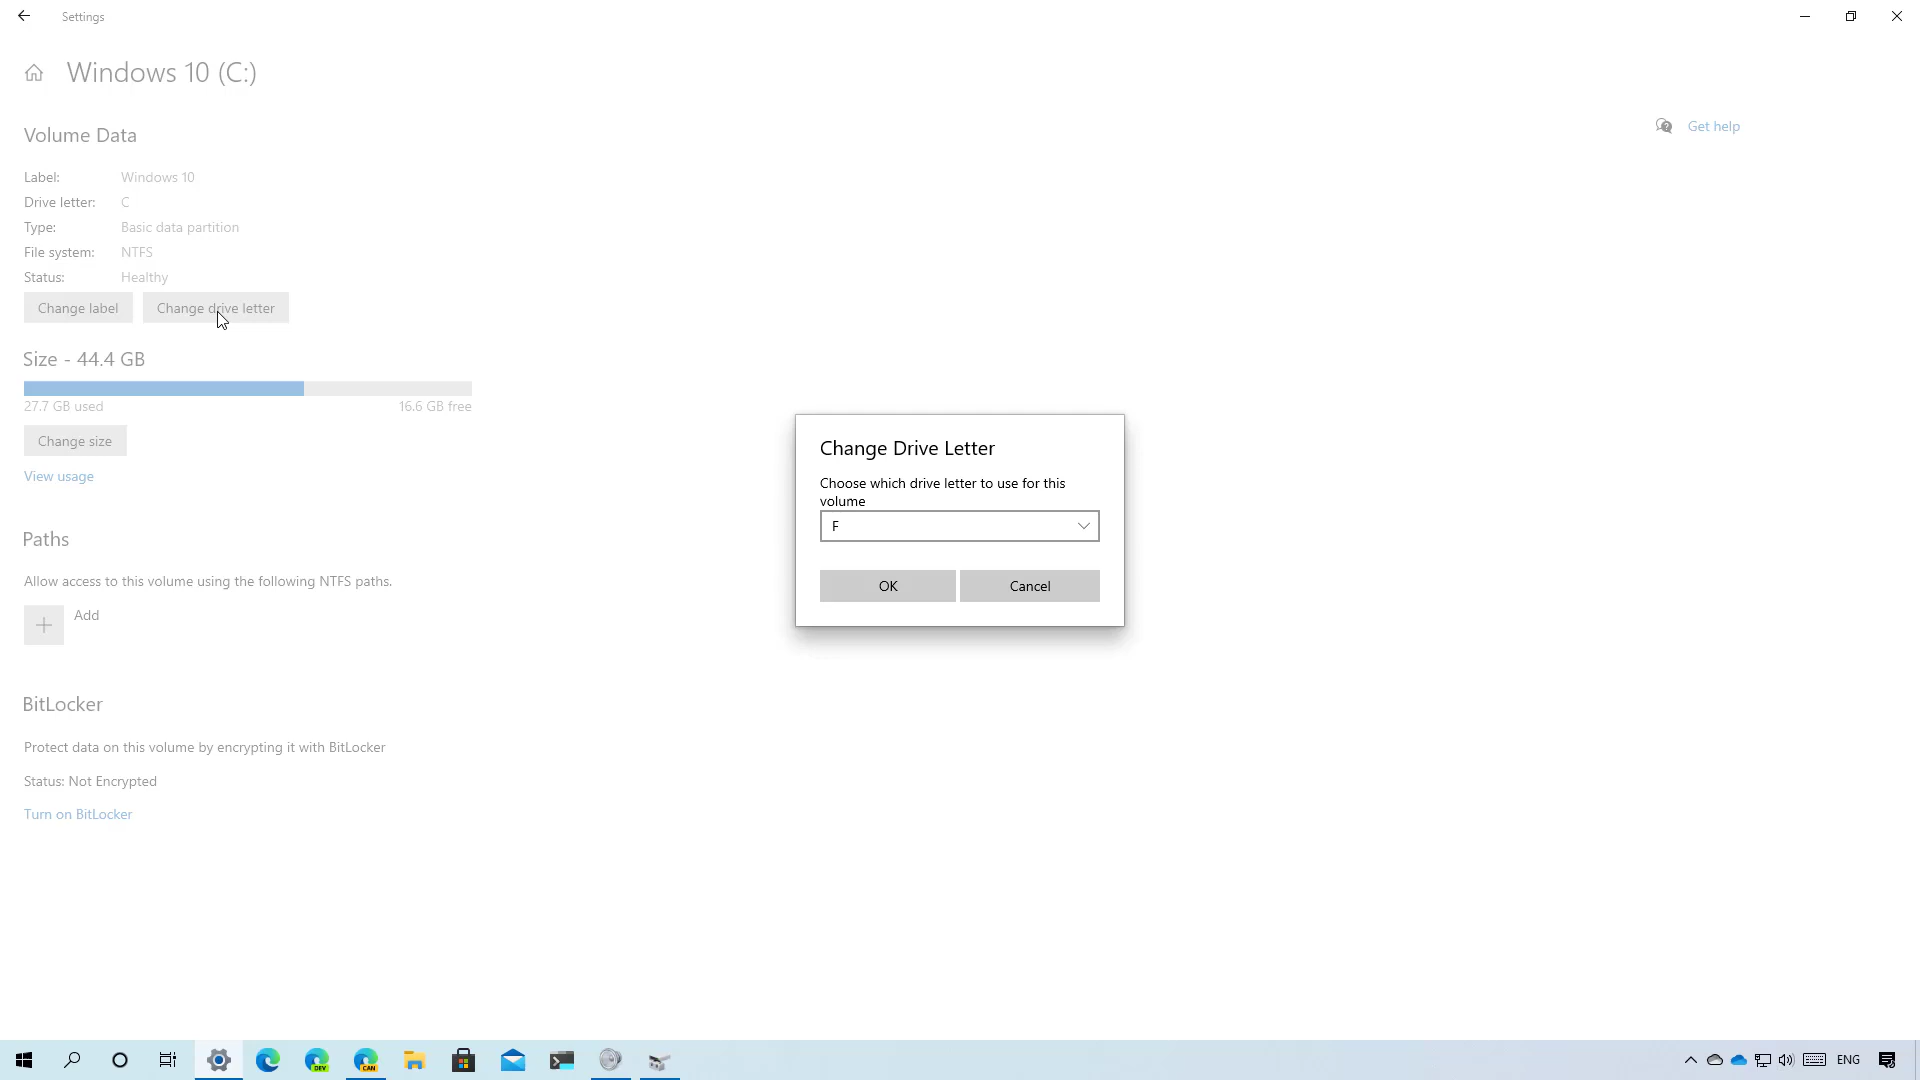 Settings
Windows 10 (C:)
Volume Data
Get help
Label: Windows 10
Drive letter: C
Type: Basic data partition
File system: NTFS
Status: Healthy
Change label Change drive letter
Size - 44.4 GB
27.7 GB used 16.6 GB free
Change size
View usage
Paths
Allow access to this volume using the following NTFS paths.
Add
BitLocker
Protect data on this volume by encrypting it with BitLocker
Status: Not Encrypted
Turn on BitLocker
Change Drive Letter
Choose which drive letter to use for this
volume
F
OK Cancel
DEV CAN ENG